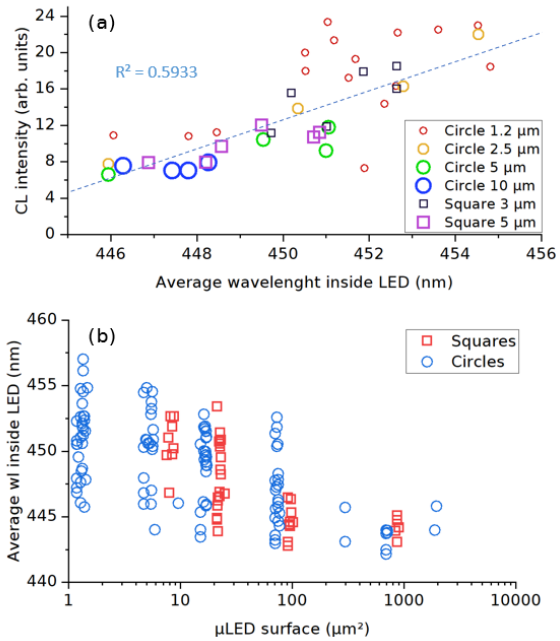 (a)
CL intensity (arb. units)
24
20
16
12
8
4
0
R² = 0.5933
Circle 1.2 µm
Circle 2.5 µm
Circle 5 µm
Circle 10 µm
Square 3 µm
Square 5 µm
446 448 450 452 454 456
Average wavelenght inside LED (nm)
(b)
Average wl inside LED (nm)
460
455
450
445
440
Squares
Circles
1 10 100 1000 10000
µLED surface (µm²)